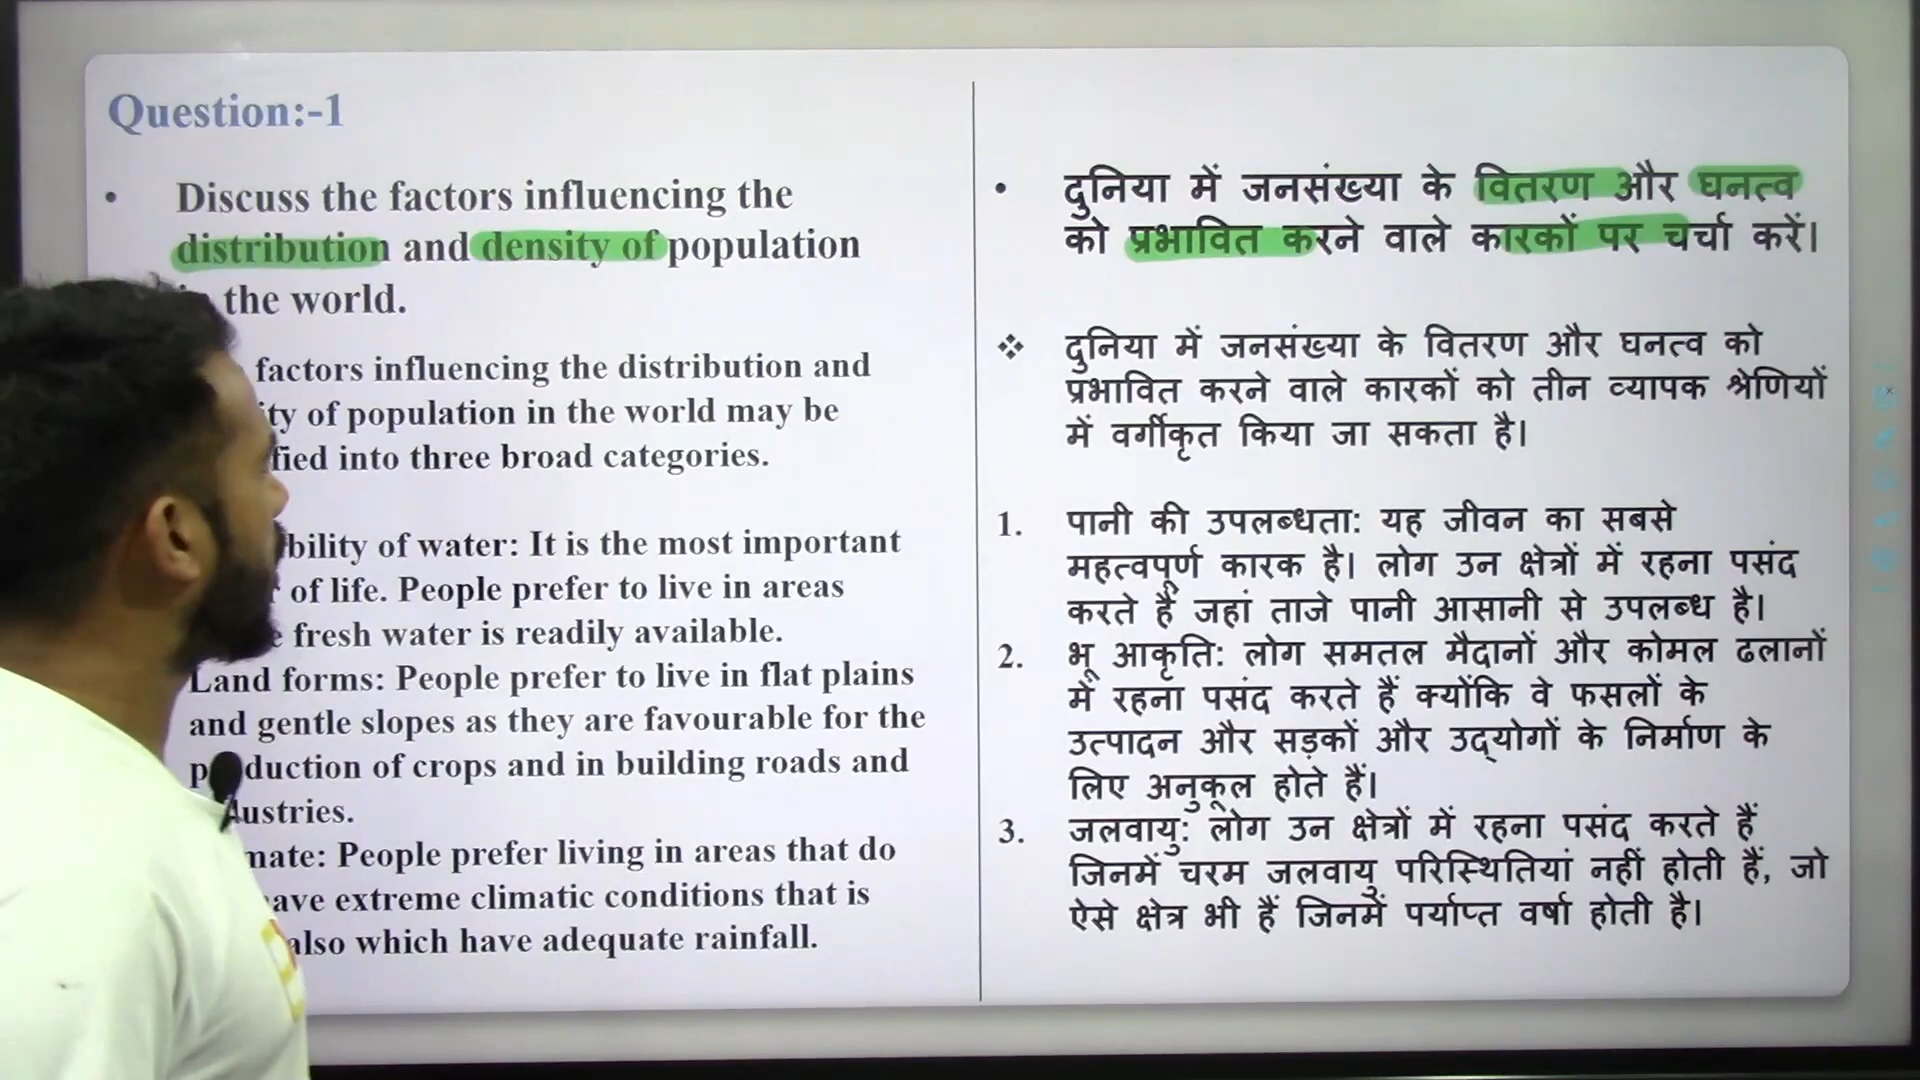 Question:-1
• Discuss the factors influencing the
distribution and density of population
the world.
factors influencing the distribution and
of population in the world may be
into three broad categories.
of water: It is the most important
of life. People prefer to live in areas
fresh water is readily available.
Land forms: People prefer to live in flat plains
and gentle slopes as they are favourable for the
of crops and in building roads and
People prefer living in areas that do
extreme climatic conditions that is
also which have adequate rainfall.
• दुनिया में जनसंख्या के वितरण और घनत्व
को प्रभावित करने वाले कारकों पर चर्चा करें।
❖ दुनिया में जनसंख्या के वितरण और घनत्व को
प्रभावित करने वाले कारकों को तीन व्यापक श्रेणियों
में वर्गीकृत किया जा सकता है।
1. पानी की उपलब्धता: यह जीवन का सबसे
महत्वपूर्ण कारक है। लोग उन क्षेत्रों में रहना पसंद
करते हैं जहां ताजे पानी आसानी से उपलब्ध है।
2. भू आकृति: लोग समतल मैदानों और कोमल ढलानों
में रहना पसंद करते हैं क्योंकि वे फसलों के
उत्पादन और सड़कों और उद्योगों के निर्माण के
लिए अनुकूल होते हैं।
3. जलवायु: लोग उन क्षेत्रों में रहना पसंद करते हैं
जिनमें चरम जलवायु परिस्थितियां नहीं होती हैं, जो
ऐसे क्षेत्र भी हैं जिनमें पर्याप्त वर्षा होती है।